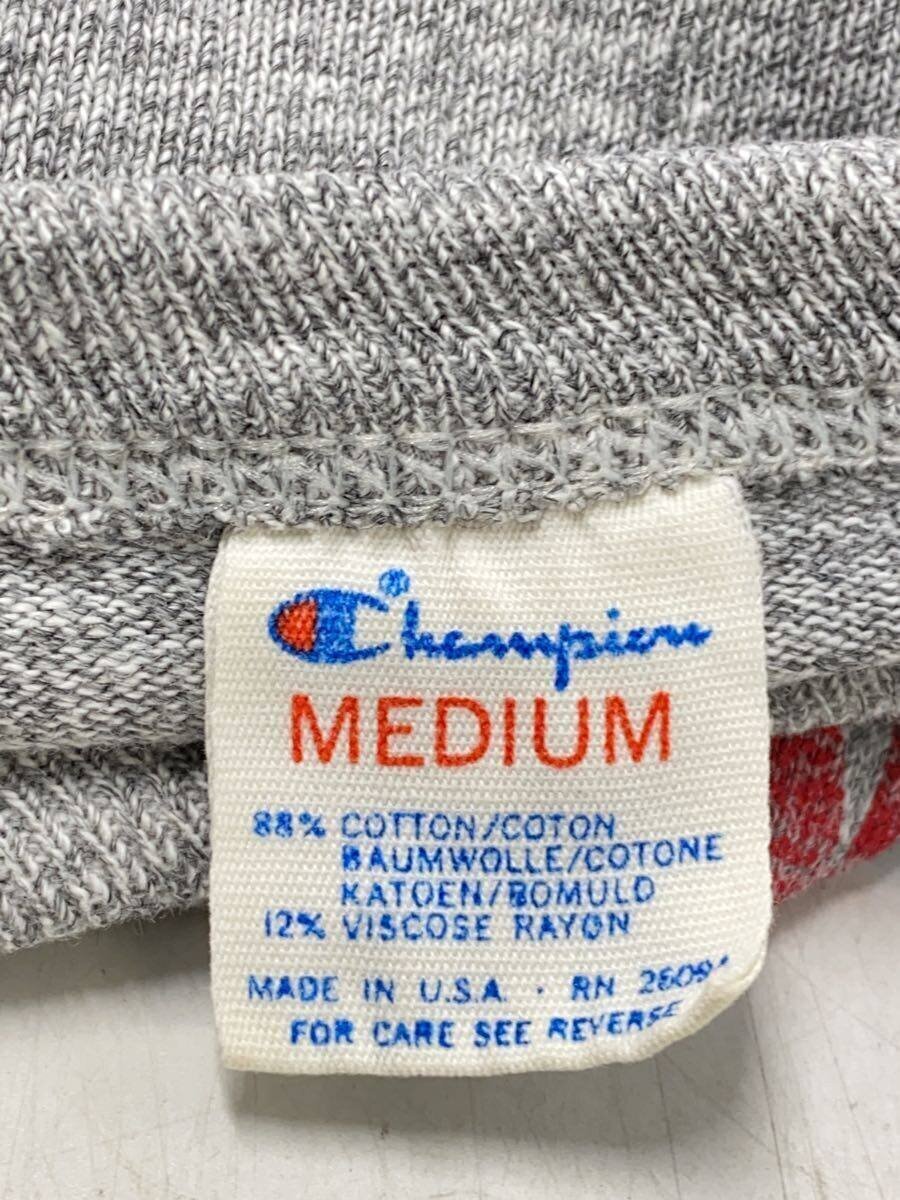 Champion®
MEDIUM
88% COTTON/COTON
BAUMWOLLE/COTONE
KATOEN/BOMULD
12% VISCOSE RAYON
MADE IN U.S.A. · RN
FOR CARE SEE REVERSE